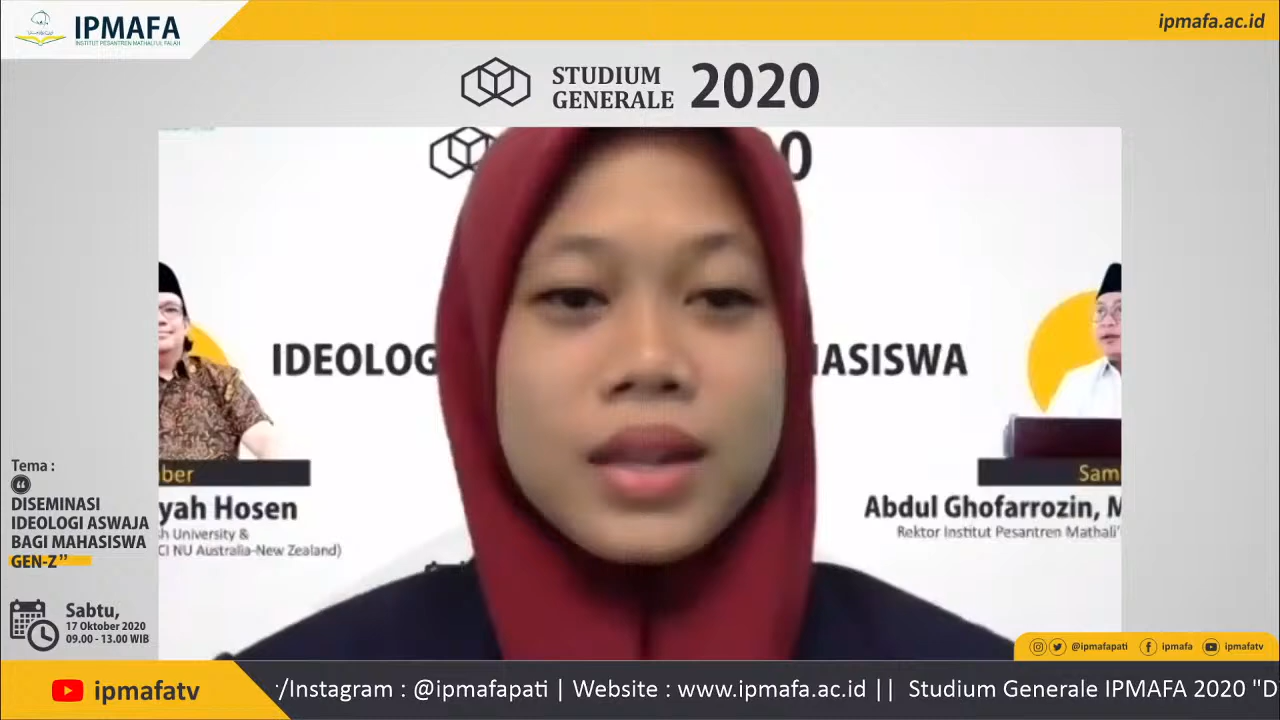 IPMAFA
INSTITUT PESANTREN MATHALI'UL FALAH
ipmafa.ac.id
STUDIUM
GENERALE 2020
0
IDEOLOG
HASISWA
ber
Sam
yah Hosen
sh University &
CI NU Australia-New Zealand)
Abdul Ghofarrozin, M
Rektor Institut Pesantren Mathali'
Tema :
“
DISEMINASI
IDEOLOGI ASWAJA
BAGI MAHASISWA
GEN-Z”
Sabtu,
17 Oktober 2020
09.00 - 13.00 WIB
@ipmafapati ipmafa ipmafatv
ipmafatv
/Instagram : @ipmafapati | Website : www.ipmafa.ac.id || Studium Generale IPMAFA 2020 "D